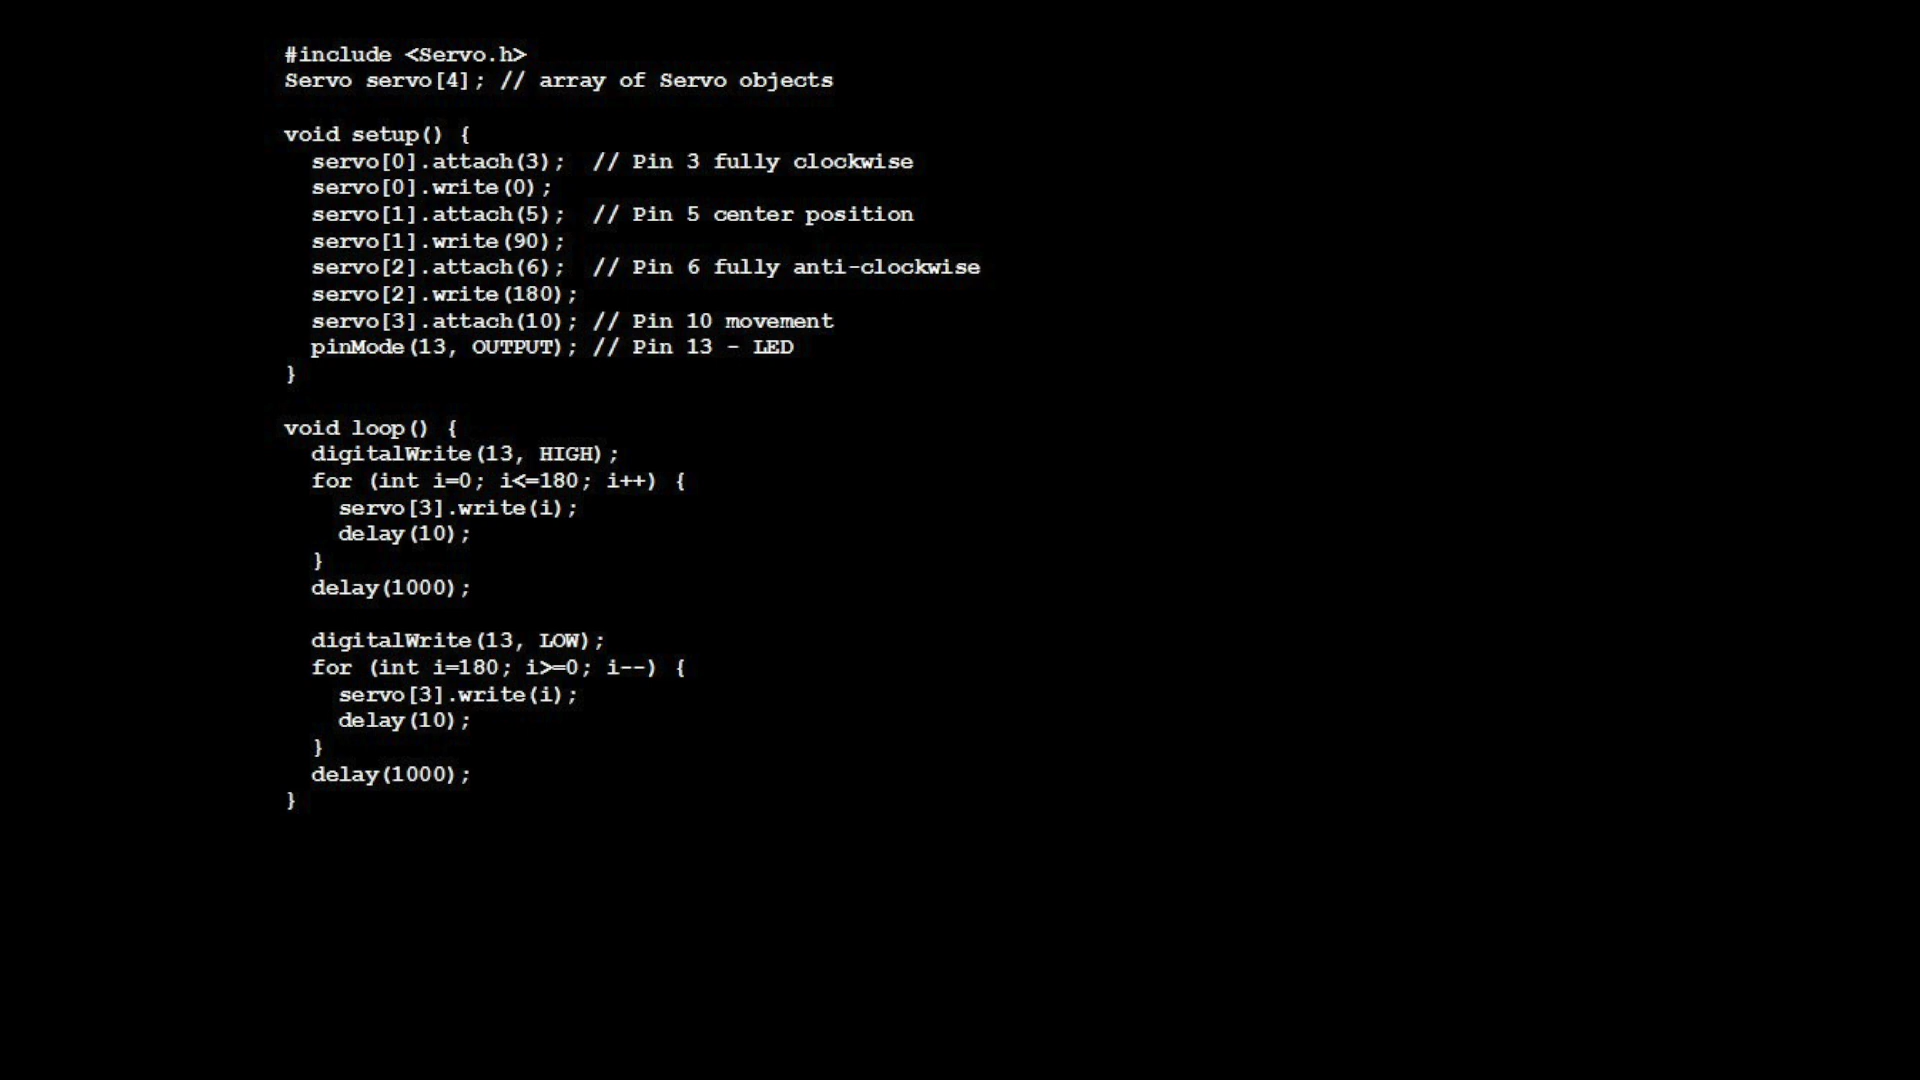 #include <Servo.h>
Servo servo[4]; // array of Servo objects

void setup() {
  servo[0].attach(3);  // Pin 3 fully clockwise
  servo[0].write(0);
  servo[1].attach(5);  // Pin 5 center position
  servo[1].write(90);
  servo[2].attach(6);  // Pin 6 fully anti-clockwise
  servo[2].write(180);
  servo[3].attach(10); // Pin 10 movement
  pinMode(13, OUTPUT); // Pin 13 - LED
}

void loop() {
  digitalWrite(13, HIGH);
  for (int i=0; i<=180; i++) {
    servo[3].write(i);
    delay(10);
  }
  delay(1000);

  digitalWrite(13, LOW);
  for (int i=180; i>=0; i--) {
    servo[3].write(i);
    delay(10);
  }
  delay(1000);
}